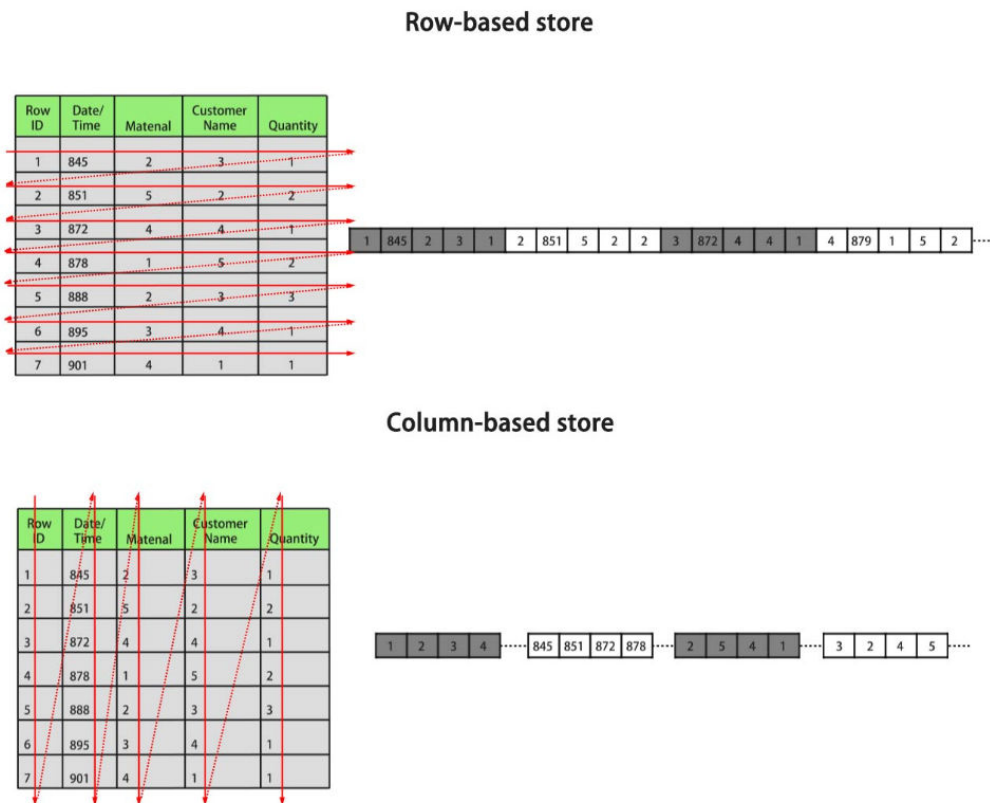 Row-based store
Row ID Date/Time Matenal Customer Name Quantity
1 845 2 3 1
2 851 5 2 2
3 872 4 4 1
4 878 1 5 2
5 888 2 3 3
6 895 3 4 1
7 901 4 1 1
1 845 2 3 1 2 851 5 2 2 3 872 4 4 1 4 879 1 5 2
Column-based store
Row ID Date/Time Matenal Customer Name Quantity
1 845 2 3 1
2 851 5 2 2
3 872 4 4 1
4 878 1 5 2
5 888 2 3 3
6 895 3 4 1
7 901 4 1 1
1 2 3 4 845 851 872 878 2 5 4 1 3 2 4 5